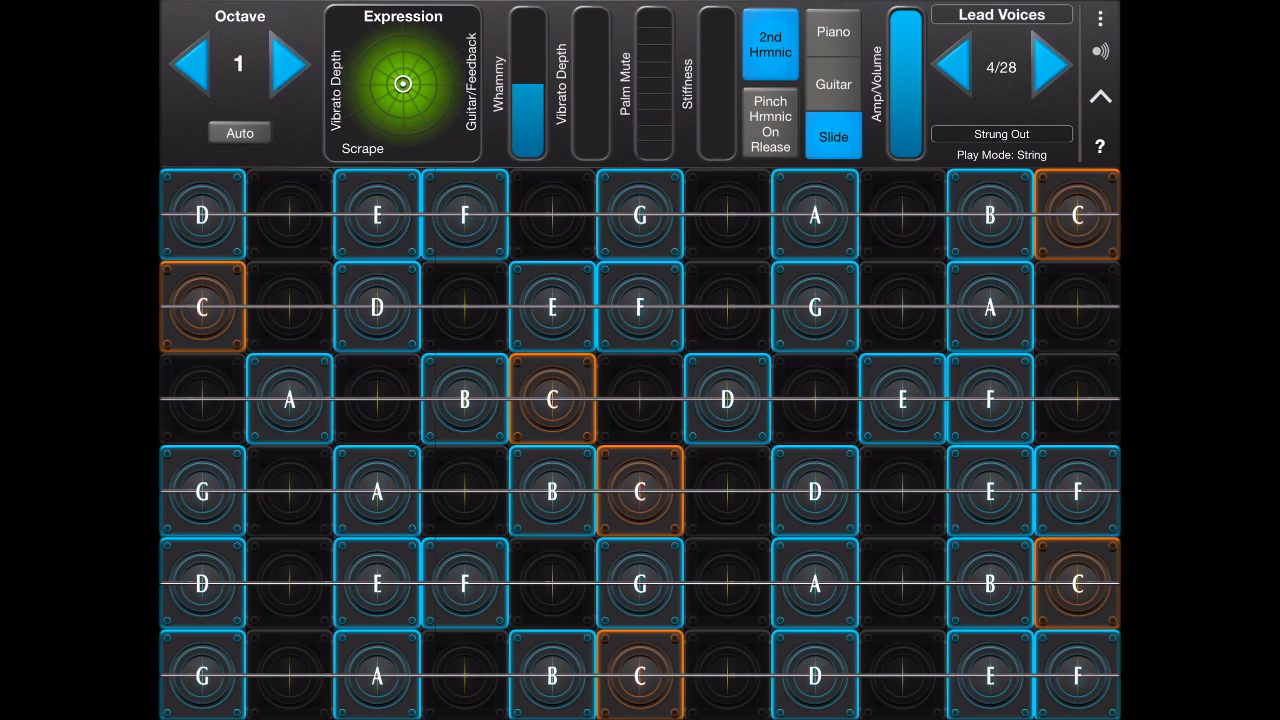 Octave
1
Auto
Expression
Vibrato Depth
Guitar/Feedback
Scrape
Whammy
Vibrato Depth
Palm Mute
Stiffness
2nd
Hrmnic
Pinch
Hrmnic
On
Rlease
Piano
Guitar
Slide
Amp/Volume
Lead Voices
4/28
Strung Out
Play Mode: String
?
D E F G A B C
C D E F G A
A B C D E F
G A B C D E F
D E F G A B C
G A B C D E F